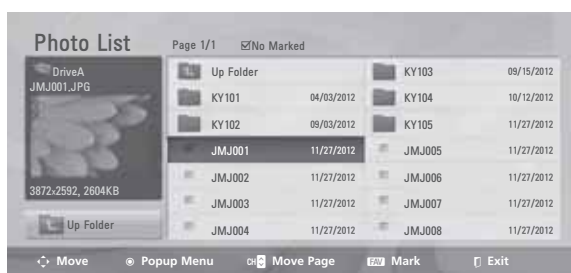 Photo List
Page 1/1 ☑No Marked
DriveA
JMJ001.JPG
3872×2592, 2604KB
Up Folder
Up Folder
KY101 04/03/2012
KY102 09/03/2012
JMJ001 11/27/2012
JMJ002 11/27/2012
JMJ003 11/27/2012
JMJ004 11/27/2012
KY103 09/15/2012
KY104 10/12/2012
KY105 11/27/2012
JMJ005 11/27/2012
JMJ006 11/27/2012
JMJ007 11/27/2012
JMJ008 11/27/2012
Move Popup Menu CH Move Page FAV Mark Exit